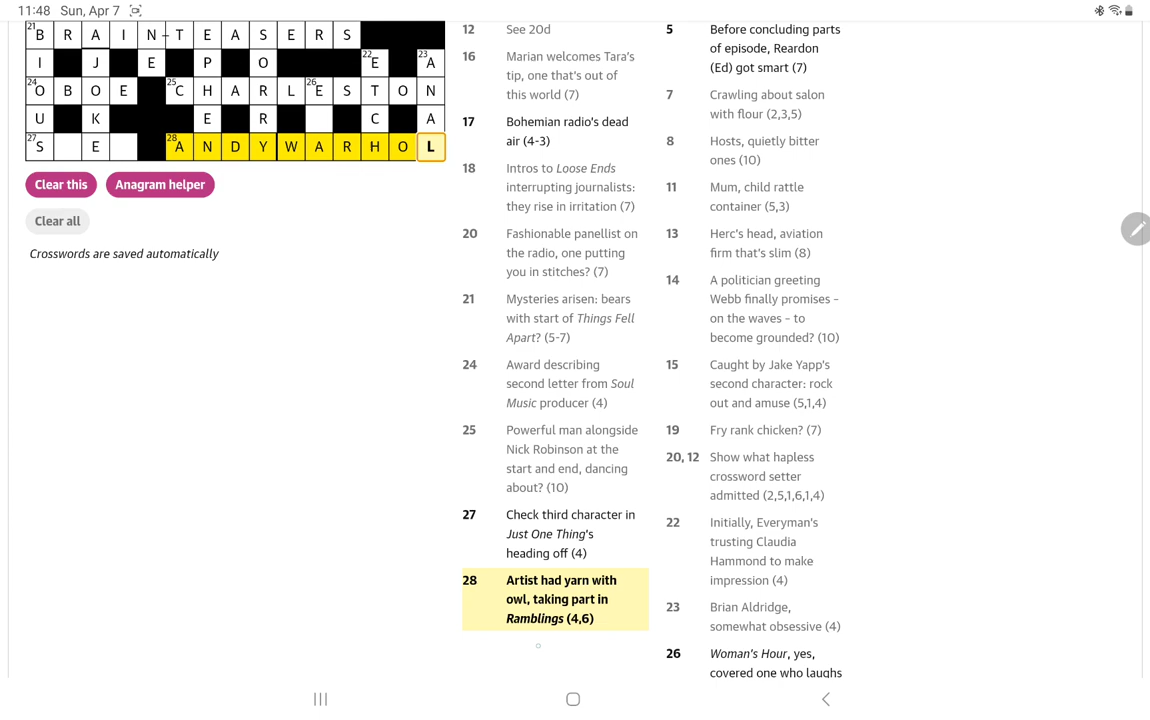 11:48 Sun, Apr 7
21 B R A I N - T E A S E R S
I J E P O 22 E 23 A
24 O B O E 25 C H A R L 26 E S T O N
U K E R C A
27 S E 28 A N D Y W A R H O L
Clear this
Anagram helper
Clear all
Crosswords are saved automatically
12 See 20d
16 Marian welcomes Tara's
tip, one that's out of
this world (7)
17 Bohemian radio's dead
air (4-3)
18 Intros to Loose Ends
interrupting journalists:
they rise in irritation (7)
20 Fashionable panellist on
the radio, one putting
you in stitches? (7)
21 Mysteries arisen: bears
with start of Things Fell
Apart? (5-7)
24 Award describing
second letter from Soul
Music producer (4)
25 Powerful man alongside
Nick Robinson at the
start and end, dancing
about? (10)
27 Check third character in
Just One Thing's
heading off (4)
28 Artist had yarn with
owl, taking part in
Ramblings (4,6)
5 Before concluding parts
of episode, Reardon
(Ed) got smart (7)
7 Crawling about salon
with flour (2,3,5)
8 Hosts, quietly bitter
ones (10)
11 Mum, child rattle
container (5,3)
13 Herc's head, aviation
firm that's slim (8)
14 A politician greeting
Webb finally promises -
on the waves - to
become grounded? (10)
15 Caught by Jake Yapp's
second character: rock
out and amuse (5,1,4)
19 Fry rank chicken? (7)
20, 12 Show what hapless
crossword setter
admitted (2,5,1,6,1,4)
22 Initially, Everyman's
trusting Claudia
Hammond to make
impression (4)
23 Brian Aldridge,
somewhat obsessive (4)
26 Woman's Hour, yes,
covered one who laughs